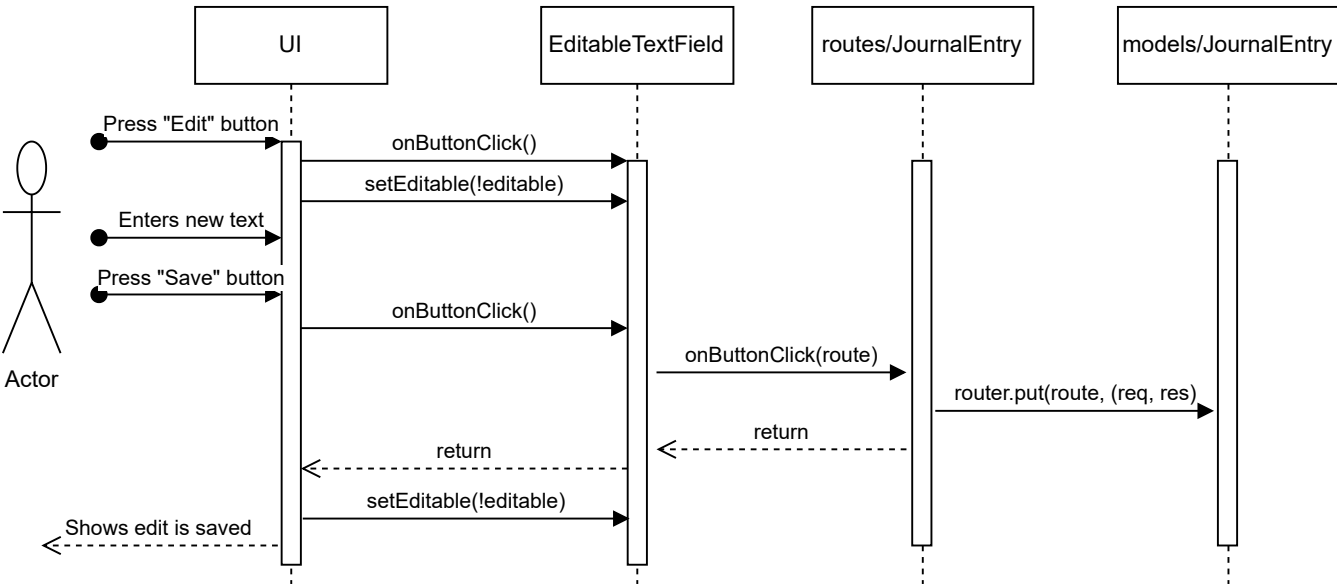 UI
EditableTextField
routes/JournalEntry
models/JournalEntry
Press "Edit" button
onButtonClick()
setEditable(!editable)
Enters new text
Press "Save" button
onButtonClick()
onButtonClick(route)
Actor
router.put(route, (req, res)
return
return
setEditable(!editable)
Shows edit is saved